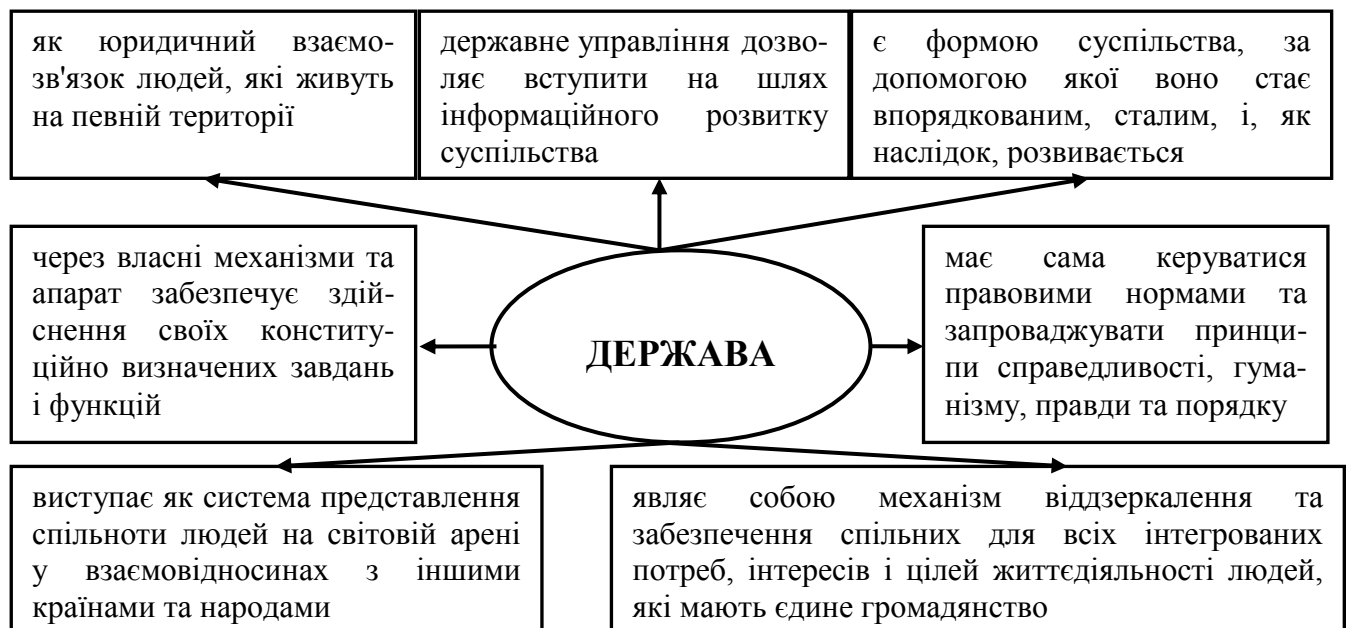 як юридичний взаємо-
зв'язок людей, які живуть
на певній території
державне управління дозво-
ляє вступити на шлях
інформаційного розвитку
суспільства
є формою суспільства, за
допомогою якої воно стає
впорядкованим, сталим, і, як
наслідок, розвивається
через власні механізми та
апарат забезпечує здій-
снення своїх конститу-
ційно визначених завдань
і функцій
ДЕРЖАВА
має сама керуватися
правовими нормами та
запроваджувати принци-
пи справедливості, гума-
нізму, правди та порядку
виступає як система представлення
спільноти людей на світовій арені
у взаємовідносинах з іншими
країнами та народами
являє собою механізм віддзеркалення та
забезпечення спільних для всіх інтегрованих
потреб, інтересів і цілей життєдіяльності людей,
які мають єдине громадянство